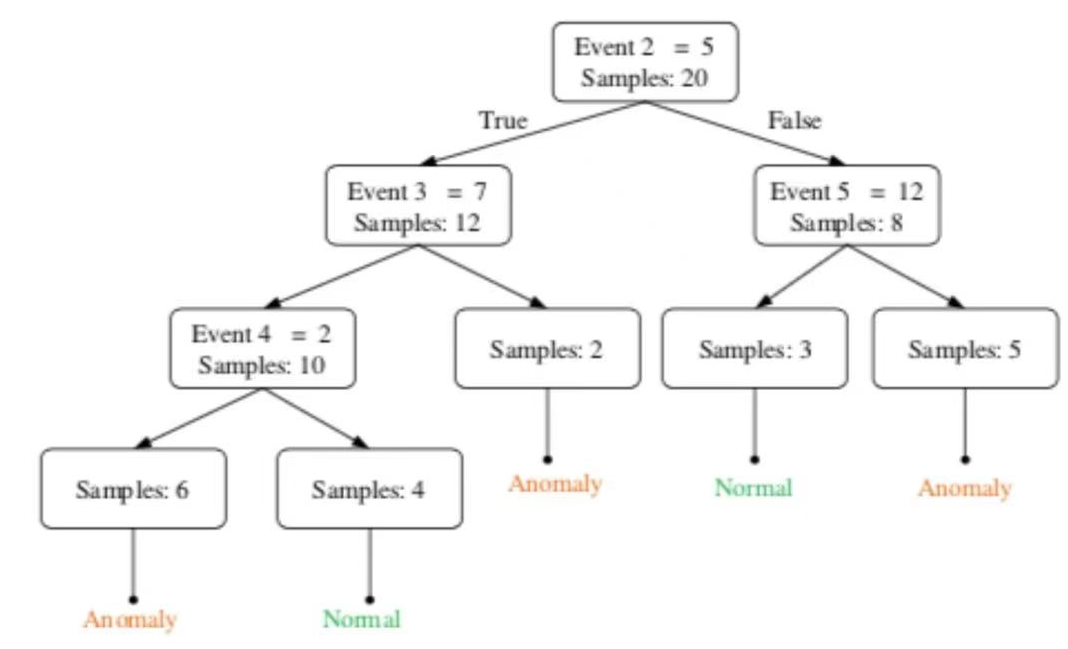 Event 2 = 5
Samples: 20
True
False
Event 3 = 7
Samples: 12
Event 5 = 12
Samples: 8
Event 4 = 2
Samples: 10
Samples: 2
Samples: 3
Samples: 5
Anomaly
Normal
Anomaly
Samples: 6
Samples: 4
Anomaly
Normal